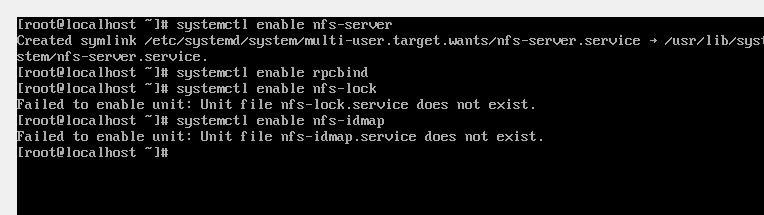 [root@localhost ~]# systemctl enable nfs-server
Created symlink /etc/systemd/system/multi-user.target.wants/nfs-server.service → /usr/lib/syst
stem/nfs-server.service.
[root@localhost ~]# systemctl enable rpcbind
[root@localhost ~]# systemctl enable nfs-lock
Failed to enable unit: Unit file nfs-lock.service does not exist.
[root@localhost ~]# systemctl enable nfs-idmap
Failed to enable unit: Unit file nfs-idmap.service does not exist.
[root@localhost ~]#